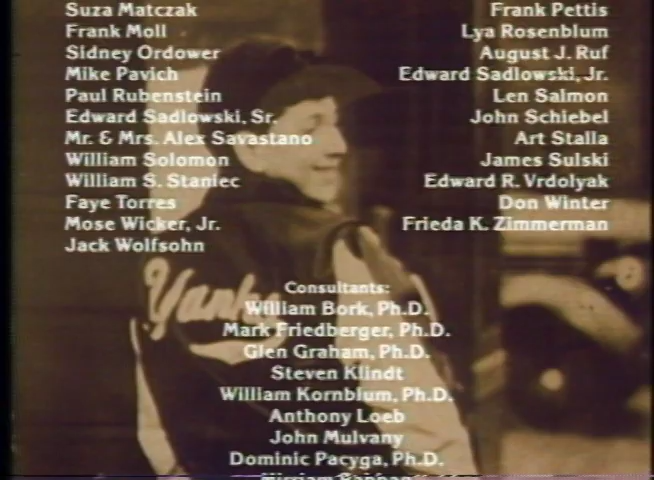 Suza Matczak
Frank Moll
Sidney Ordower
Mike Pavich
Paul Rubenstein
Edward Sadlowski, Sr.
Mr. & Mrs. Alex Savastano
William Solomon
William S. Staniec
Faye Torres
Mose Wicker, Jr.
Jack Wolfsohn
Frank Pettis
Lya Rosenblum
August J. Ruf
Edward Sadlowski, Jr.
Len Salmon
John Schiebel
Art Stalla
James Sulski
Edward R. Vrdolyak
Don Winter
Frieda K. Zimmerman
Consultants:
William Bork, Ph.D.
Mark Friedberger, Ph.D.
Glen Graham, Ph.D.
Steven Klindt
William Kornblum, Ph.D.
Anthony Loeb
John Mulvany
Dominic Pacyga, Ph.D.